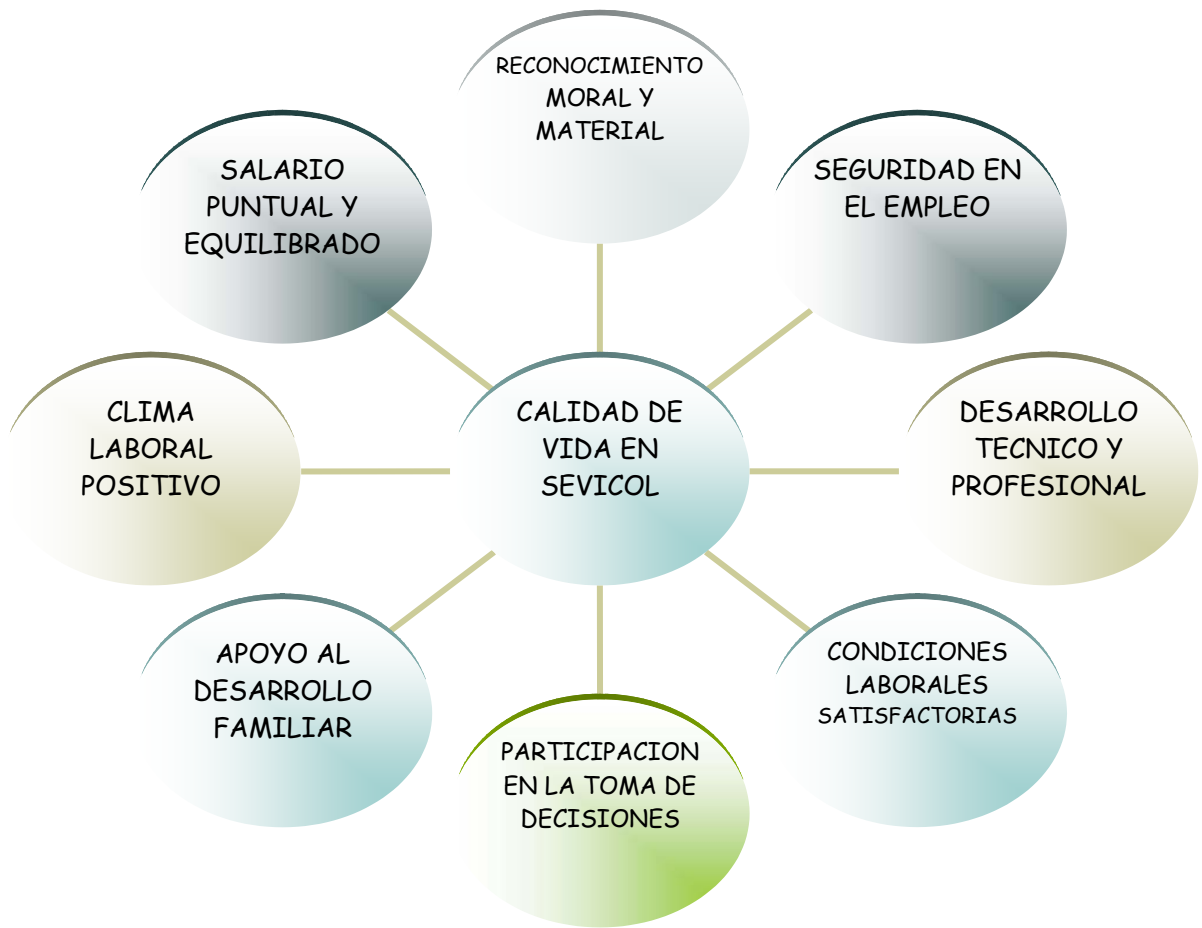 RECONOCIMIENTO
MORAL Y
MATERIAL
SALARIO
PUNTUAL Y
EQUILIBRADO
SEGURIDAD EN
EL EMPLEO
CLIMA
LABORAL
POSITIVO
CALIDAD DE
VIDA EN
SEVICOL
DESARROLLO
TECNICO Y
PROFESIONAL
APOYO AL
DESARROLLO
FAMILIAR
CONDICIONES
LABORALES
SATISFACTORIAS
PARTICIPACION
EN LA TOMA DE
DECISIONES